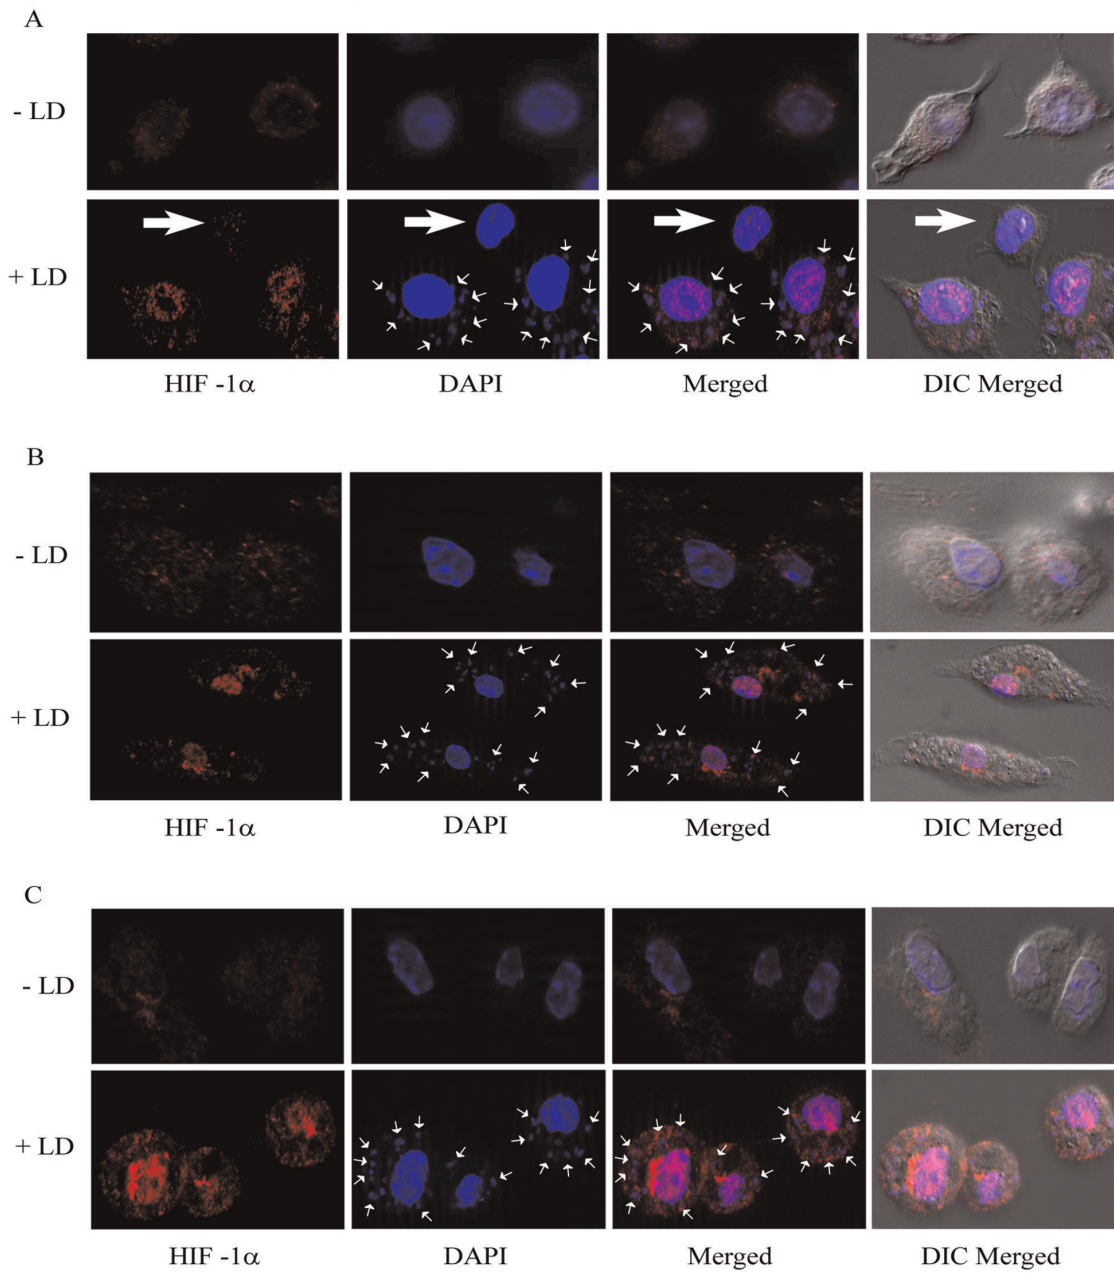 A
- LD
+ LD
HIF -1α DAPI Merged DIC Merged
B
- LD
+ LD
HIF -1α DAPI Merged DIC Merged
C
- LD
+ LD
HIF -1α DAPI Merged DIC Merged